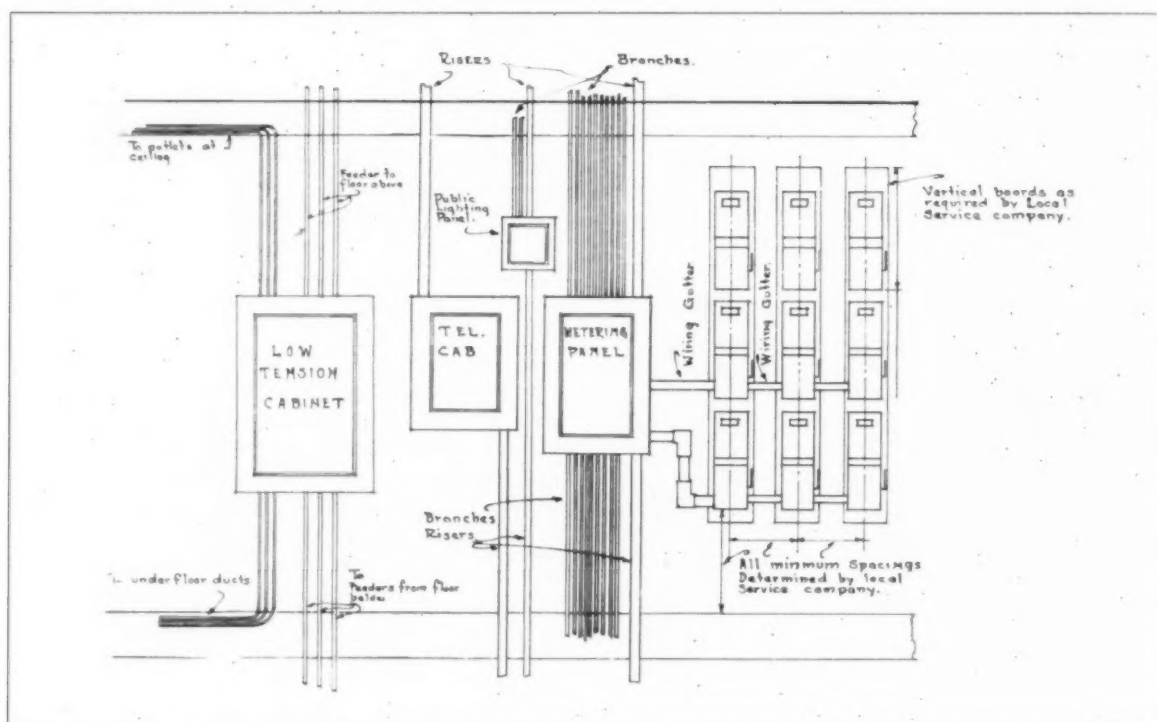 RISERS
Branches.
To outlets at
ceiling
Feeder to
floor above
Public
Lighting
Panel.
Vertical boards as
required by Local
Service company.
Wiring Gutter
Wiring Gutter.
LOW
TENSION
CABINET
TEL.
CAB
METERING
PANEL
Branches
Risers
All minimum spacings
Determined by local
Service company.
under floor ducts
To
Feeders from floor
below